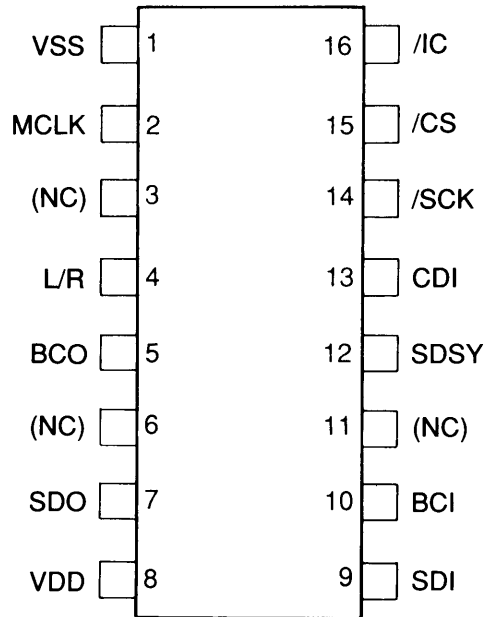 VSS 1 16 /IC
MCLK 2 15 /CS
(NC) 3 14 /SCK
L/R 4 13 CDI
BCO 5 12 SDSY
(NC) 6 11 (NC)
SDO 7 10 BCI
VDD 8 9 SDI